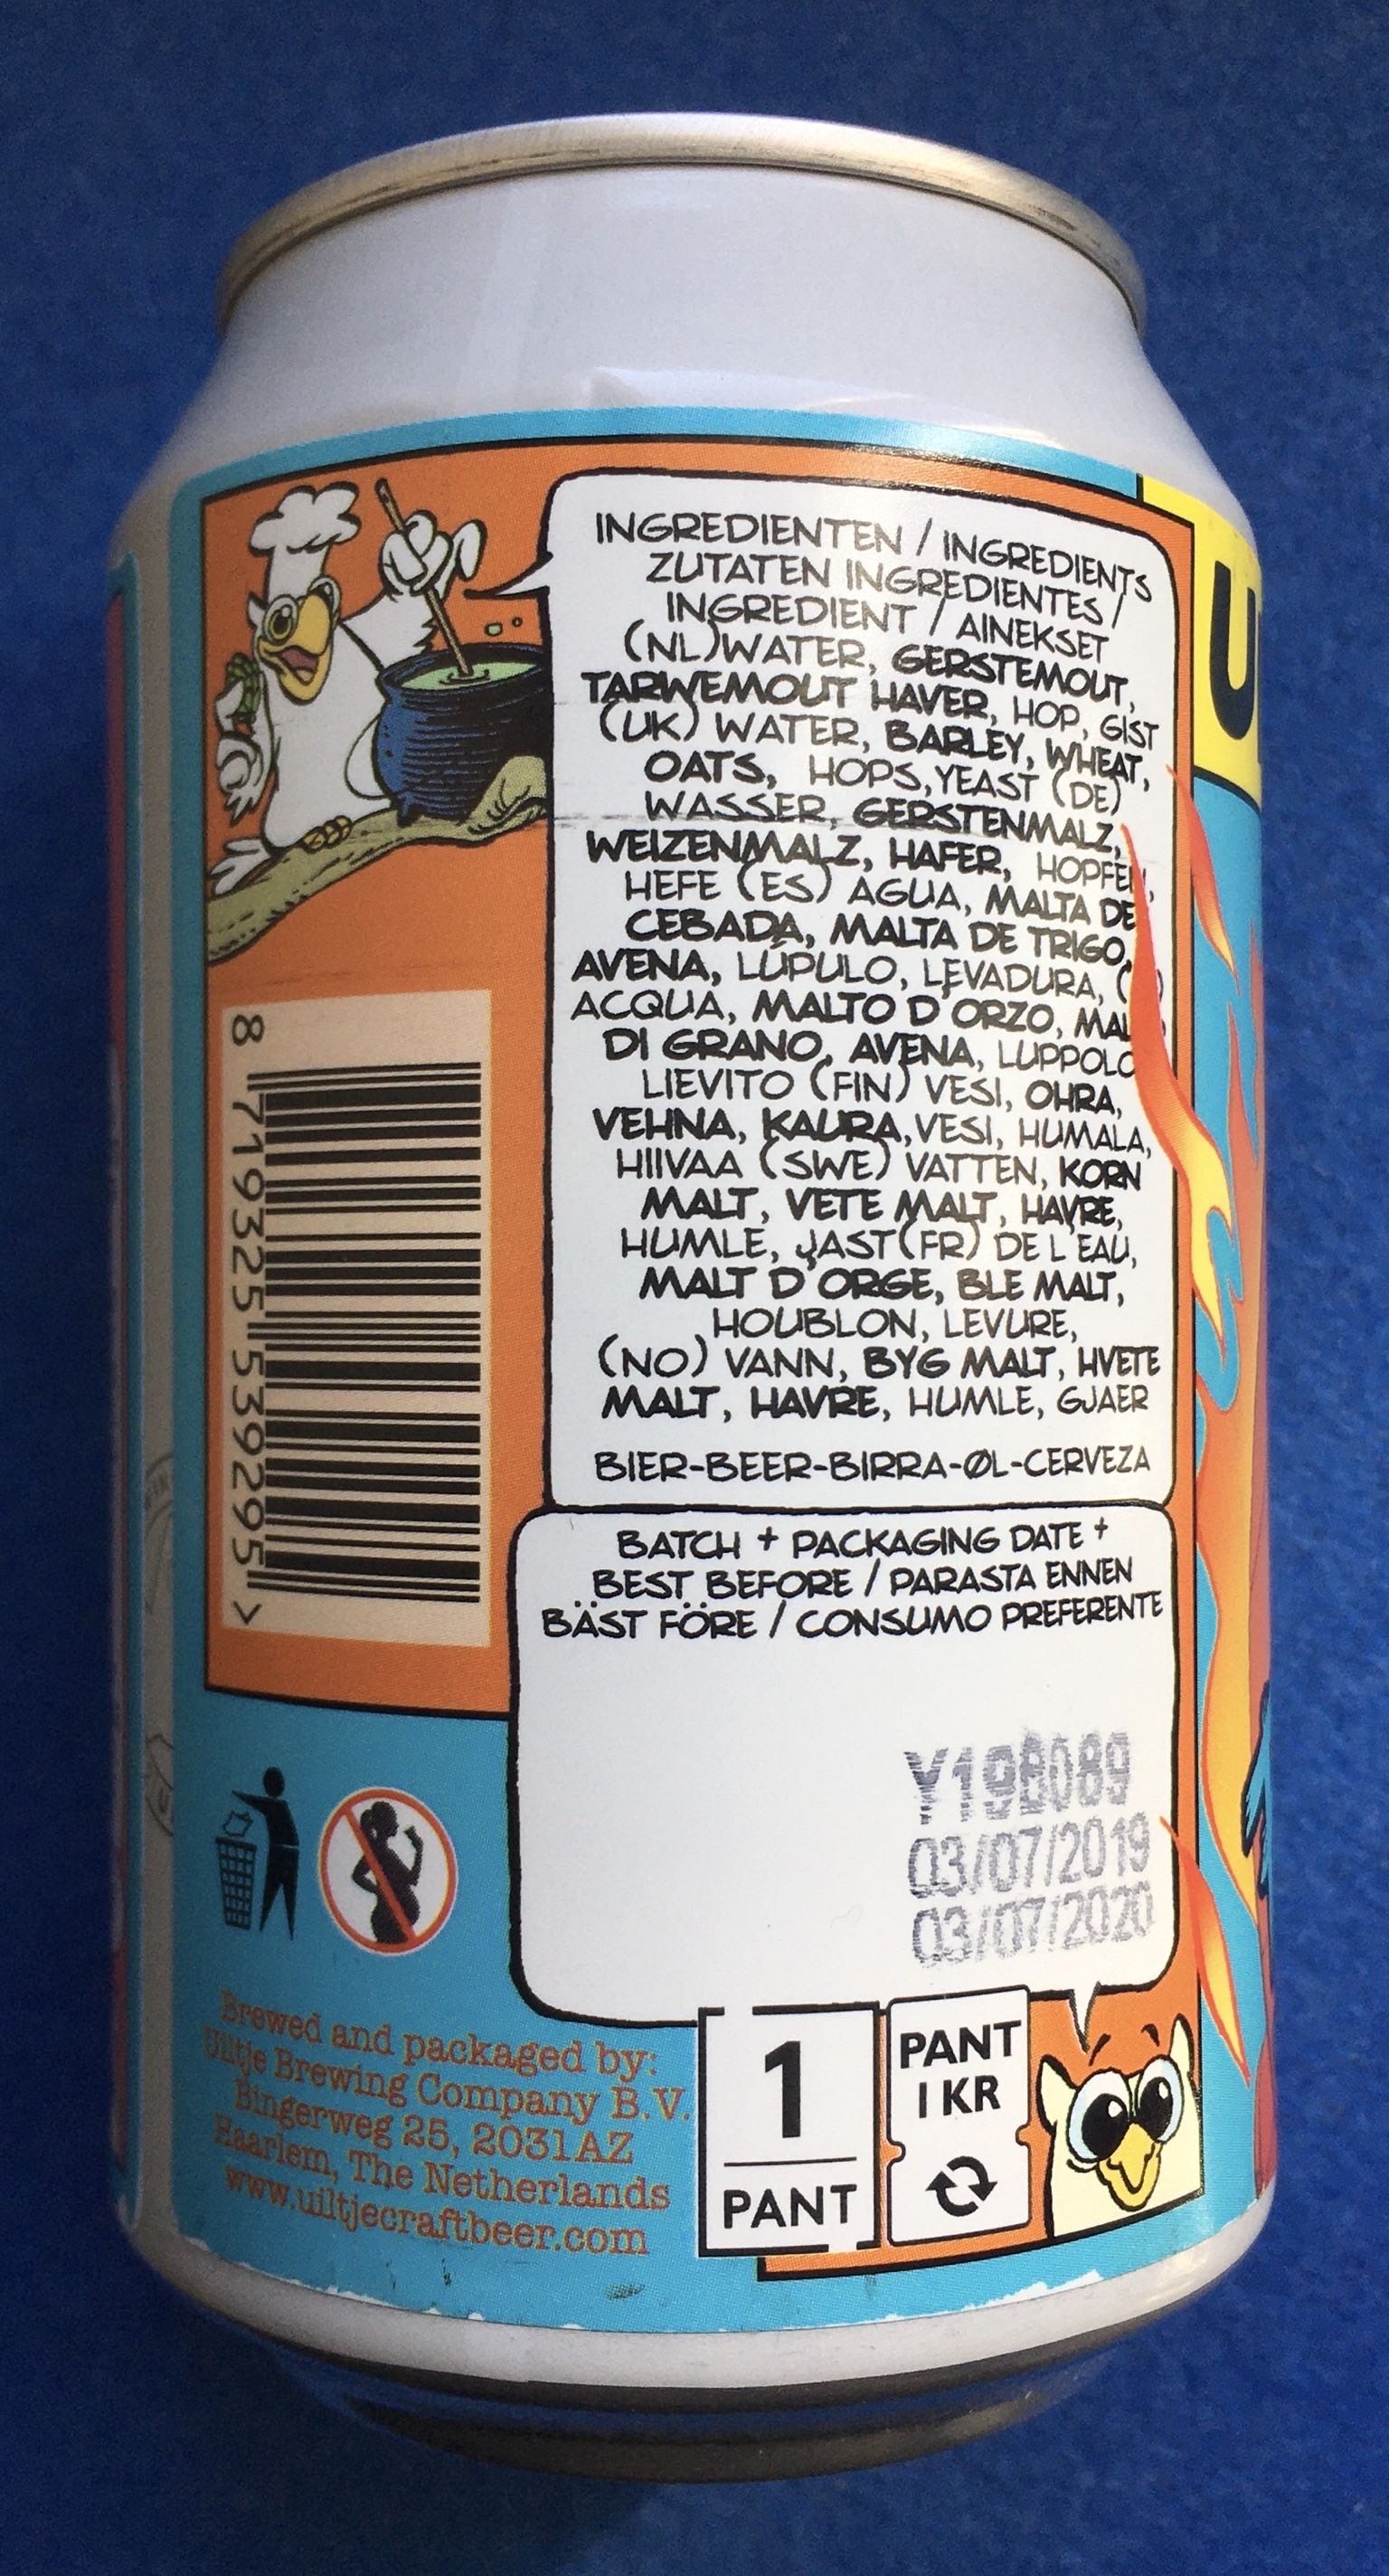 INGREDIENTEN / INGREDIENTS
ZUTATEN INGREDIENTES /
INGREDIENT / AINEKSET
(NL)WATER, GERSTEMOUT,
TARWEMOUT HAVER, HOP, GIST
(UK) WATER, BARLEY, WHEAT,
OATS, HOPS, YEAST (DE)
WASSER, GERSTENMALZ,
WEIZENMALZ, HAFER, HOPFEN,
HEFE (ES) AGUA, MALTA DE
CEBADA, MALTA DE TRIGO,
AVENA, LÚPULO, LEVADURA,
ACQUA, MALTO D'ORZO,
DI GRANO, AVENA, LUPPOLO
LIEVITO (FIN) VESI, OHRA,
VEHNA, KAURA, VESI, HUMALA,
HIIVAA (SWE) VATTEN, KORN
MALT, VETE MALT, HAVRE,
HUMLE, JAST(FR) DE L'EAU,
MALT D'ORGE, BLE MALT,
HOUBLON, LEVURE,
(NO) VANN, BYG MALT, HVETE
MALT, HAVRE, HUMLE, GJAER
BIER-BEER-BIRRA-ØL-CERVEZA
BATCH + PACKAGING DATE +
BEST BEFORE / PARASTA ENNEN
BÄST FÖRE / CONSUMO PREFERENTE
Y19B089
03/07/2019
03/07/2020
8 719325 539295 >
Brewed and packaged by:
Uiltje Brewing Company B.V.
Bingerweg 25, 2031AZ
Haarlem, The Netherlands
www.uiltjecraftbeer.com
1
PANT
PANT
1 KR